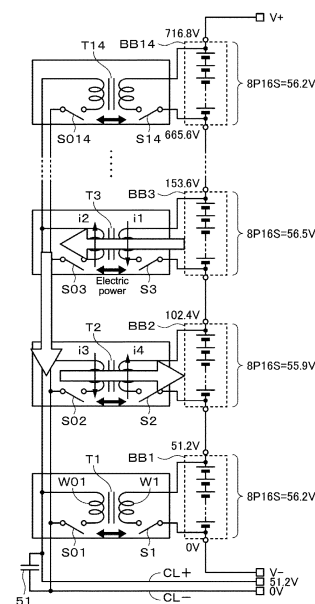 V+
716.8V
T14
BB14
8P16S=56.2V
S014
S14
665.6V
153.6V
T3
BB3
i2
i1
8P16S=56.5V
S03
Electric
power
S3
102.4V
T2
BB2
i3
i4
8P16S=55.9V
S02
S2
51.2V
T1
BB1
W01
W1
8P16S=56.2V
S01
S1
0V
V-
CL+
51.2V
0V
CL-
51